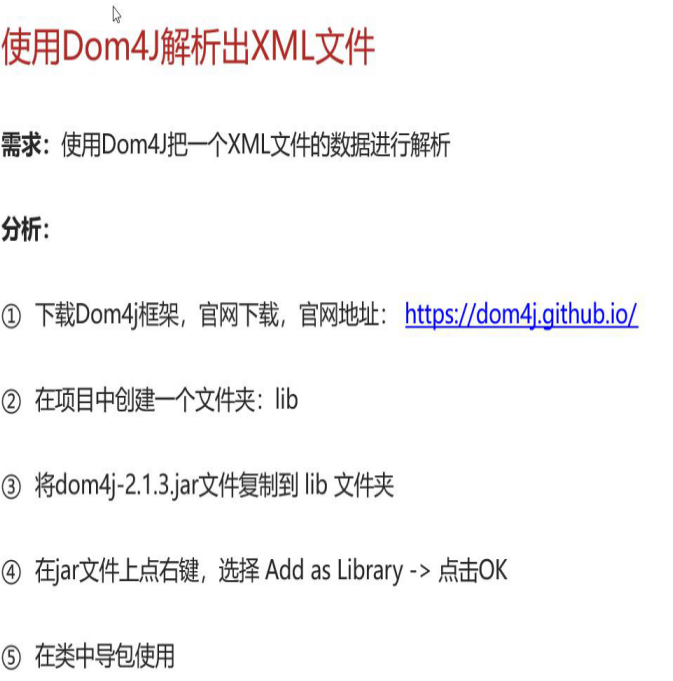 使用Dom4J解析出XML文件
需求：使用Dom4J把一个XML文件的数据进行解析
分析：
① 下载Dom4j框架，官网下载，官网地址： https://dom4j.github.io/
② 在项目中创建一个文件夹：lib
③ 将dom4j-2.1.3.jar文件复制到 lib 文件夹
④ 在jar文件上点右键，选择 Add as Library -> 点击OK
⑤ 在类中导包使用